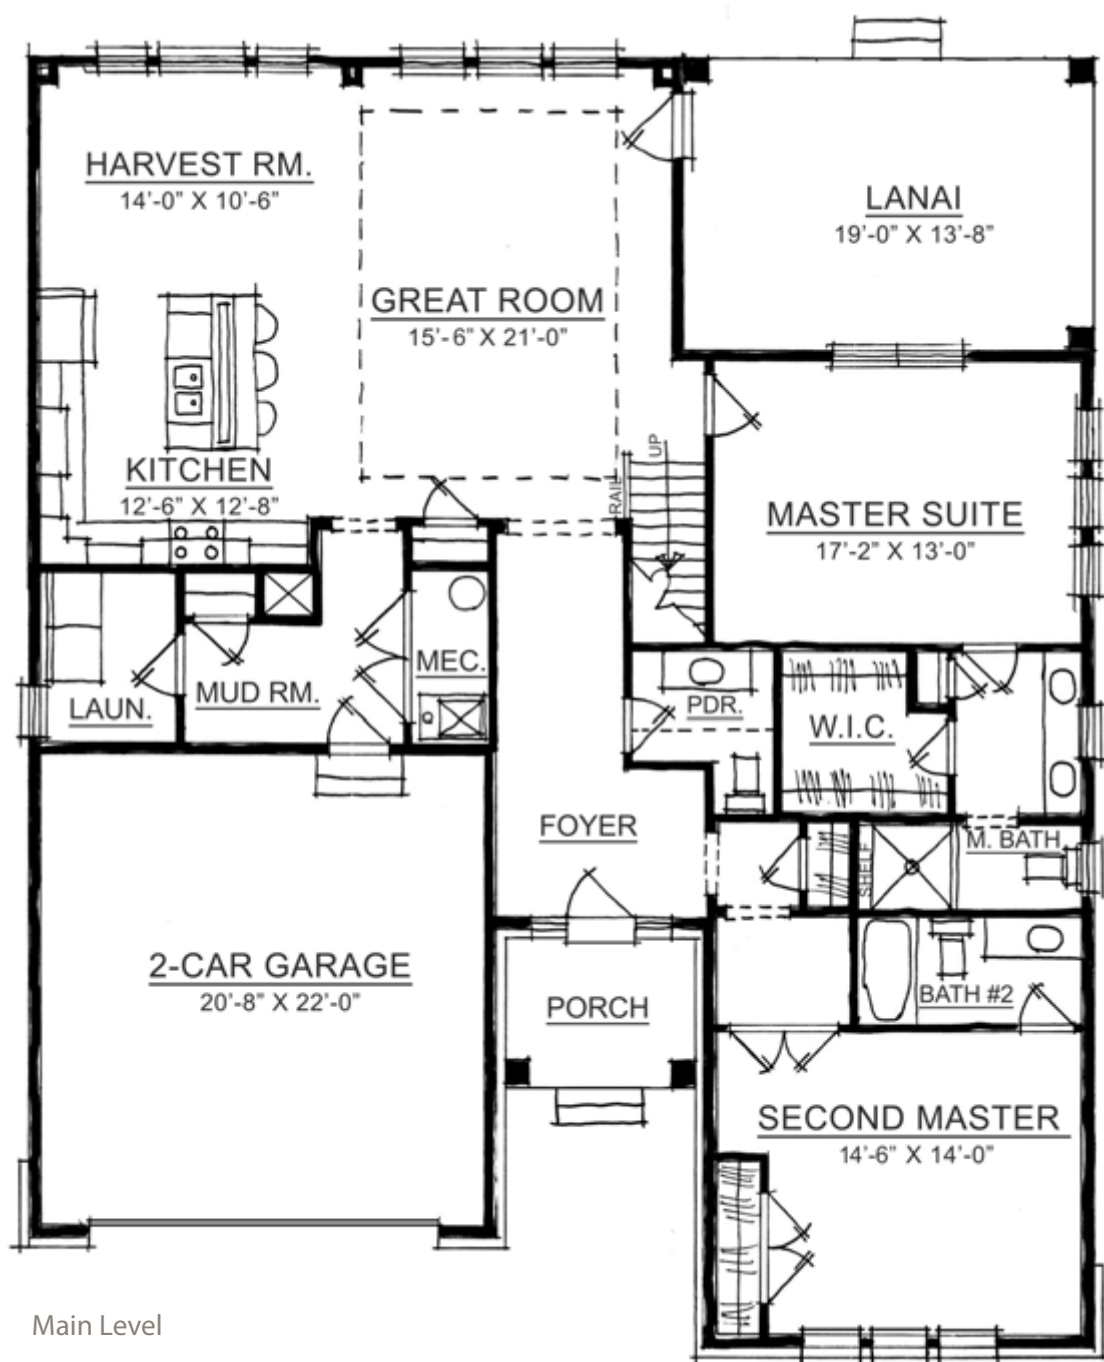 HARVEST RM.
14'-0" X 10'-6"
LANAI
19'-0" X 13'-8"
GREAT ROOM
15'-6" X 21'-0"
KITCHEN
12'-6" X 12'-8"
UP
RAIL
MASTER SUITE
17'-2" X 13'-0"
LAUN.
MUD RM.
MEC.
PDR.
W.I.C.
FOYER
SHELF
M. BATH
2-CAR GARAGE
20'-8" X 22'-0"
PORCH
BATH #2
SECOND MASTER
14'-6" X 14'-0"
Main Level